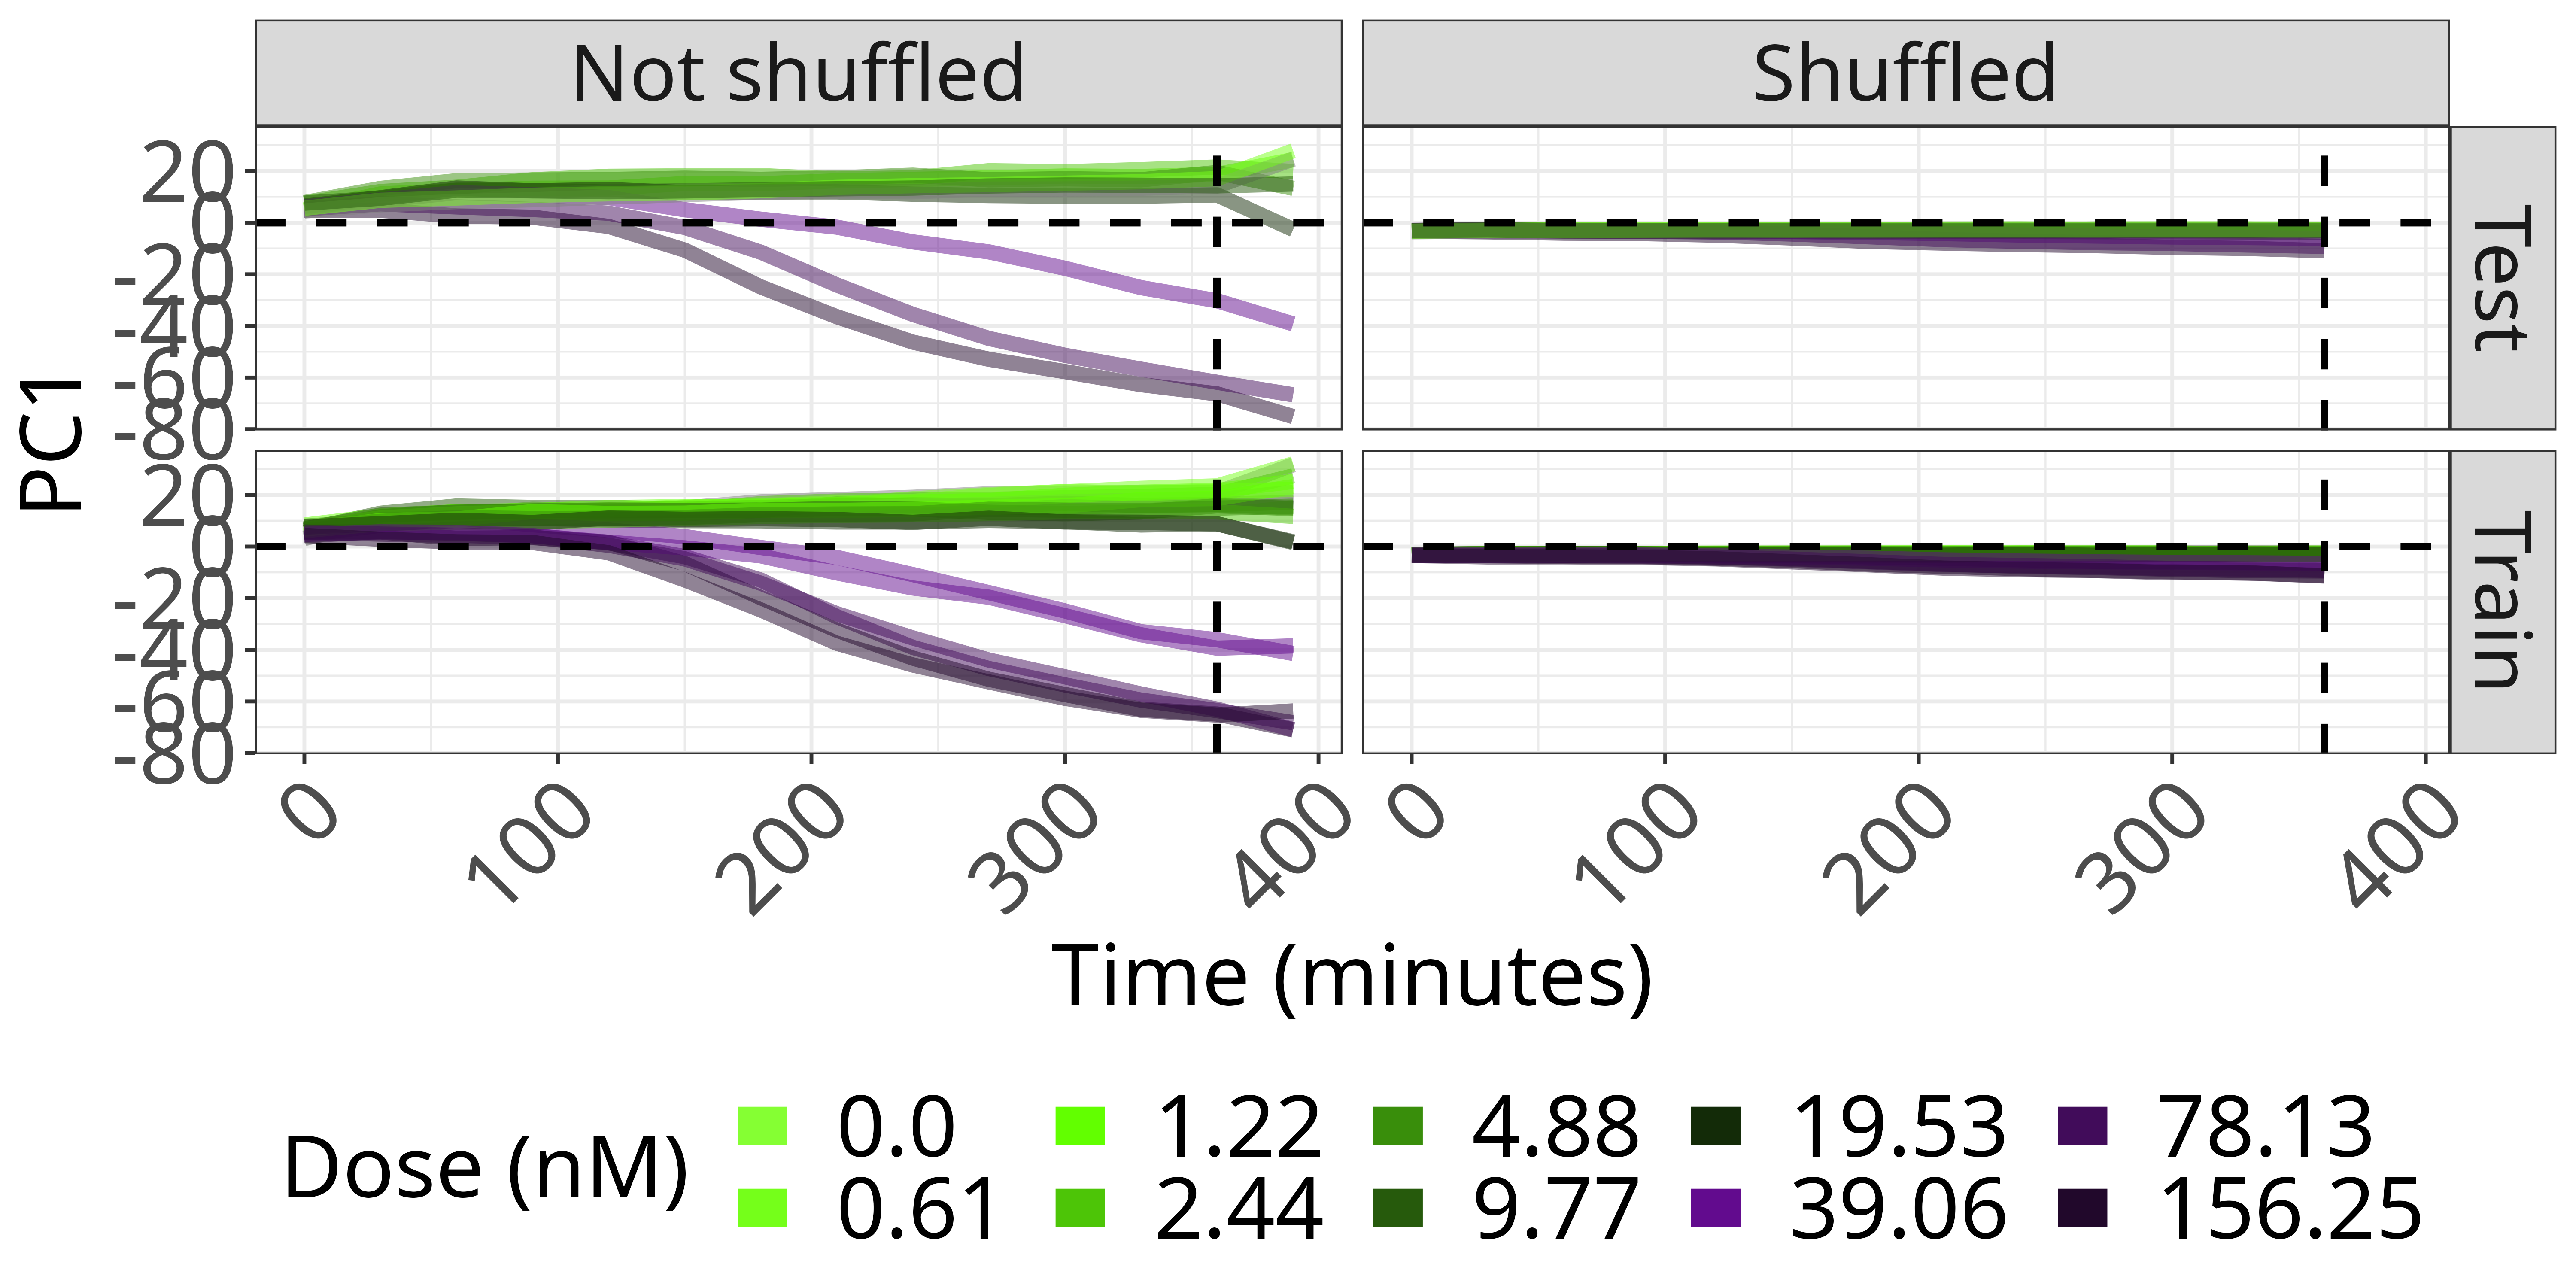 Not shuffled
Shuffled
20
0
-20
-40
-60
-80
Test
20
0
-20
-40
-60
-80
Train
PC1
0 100 200 300 400 0 100 200 300 400
Time (minutes)
Dose (nM)
0.0 1.22 4.88 19.53 78.13
0.61 2.44 9.77 39.06 156.25